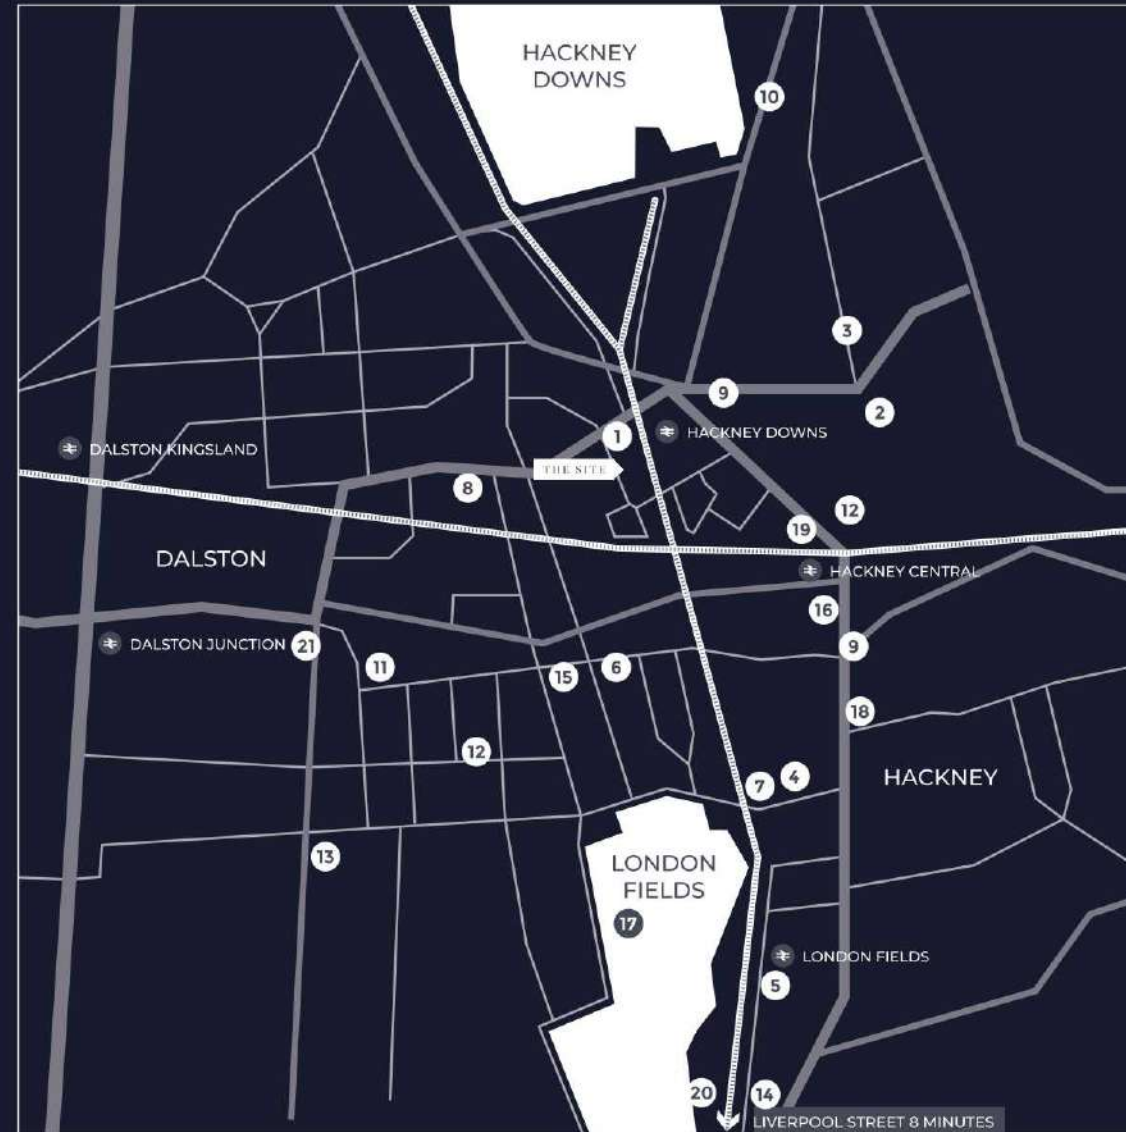 HACKNEY
DOWNS
10
3
9
2
1
HACKNEY DOWNS
DALSTON KINGSLAND
THE SITE
8
12
19
DALSTON
HACKNEY CENTRAL
16
DALSTON JUNCTION
21
9
11
15
6
18
12
7
4
HACKNEY
13
LONDON
FIELDS
17
LONDON FIELDS
5
20
14
LIVERPOOL STREET 8 MINUTES